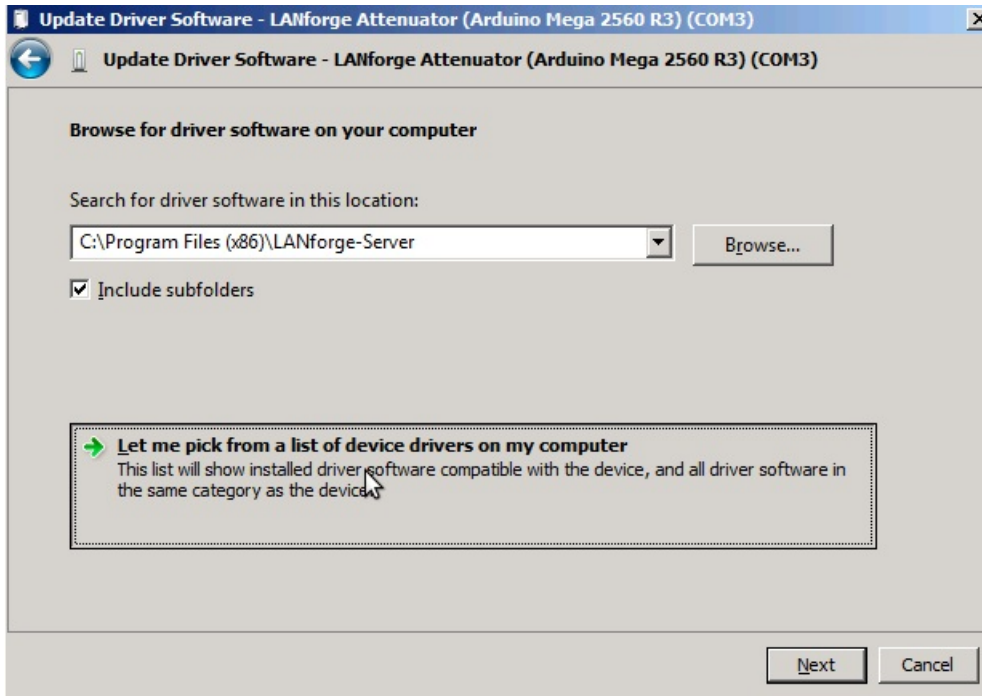 Update Driver Software - LANforge Attenuator (Arduino Mega 2560 R3) (COM3)
Update Driver Software - LANforge Attenuator (Arduino Mega 2560 R3) (COM3)
Browse for driver software on your computer
Search for driver software in this location:
C:\Program Files (x86)\LANforge-Server
Browse...
Include subfolders
Let me pick from a list of device drivers on my computer
This list will show installed driver software compatible with the device, and all driver software in
the same category as the device.
Next
Cancel